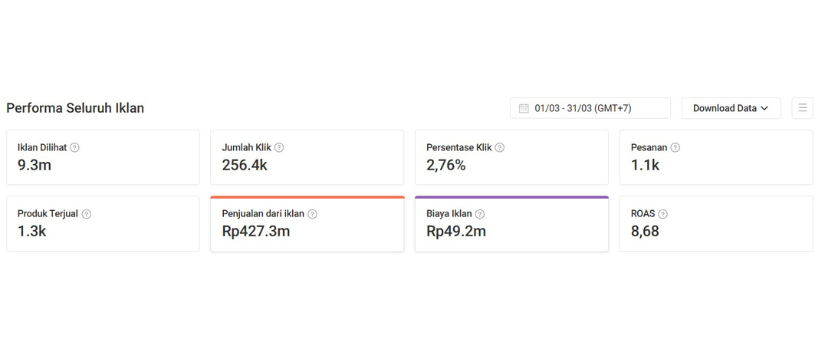 Performa Seluruh Iklan
01/03 - 31/03 (GMT+7)
Download Data
Iklan Dilihat ?
9.3m
Jumlah Klik ?
256.4k
Persentase Klik ?
2,76%
Pesanan ?
1.1k
Produk Terjual ?
1.3k
Penjualan dari iklan ?
Rp427.3m
Biaya Iklan ?
Rp49.2m
ROAS ?
8,68